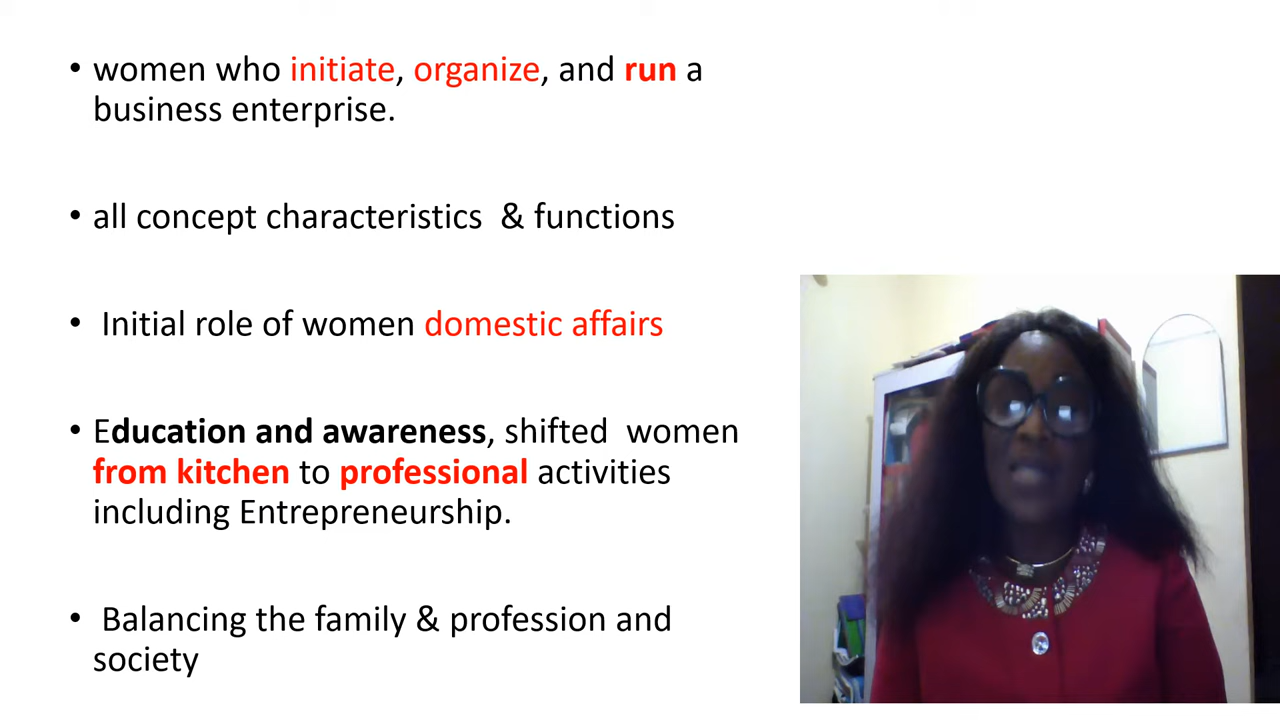 • women who initiate, organize, and run a
business enterprise.
• all concept characteristics & functions
• Initial role of women domestic affairs
• Education and awareness, shifted women
from kitchen to professional activities
including Entrepreneurship.
• Balancing the family & profession and
society